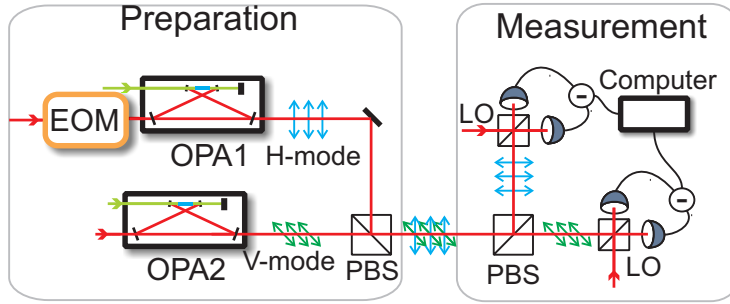 Preparation
Measurement
EOM
OPA1
H-mode
OPA2
V-mode
PBS
LO
Computer
PBS
LO